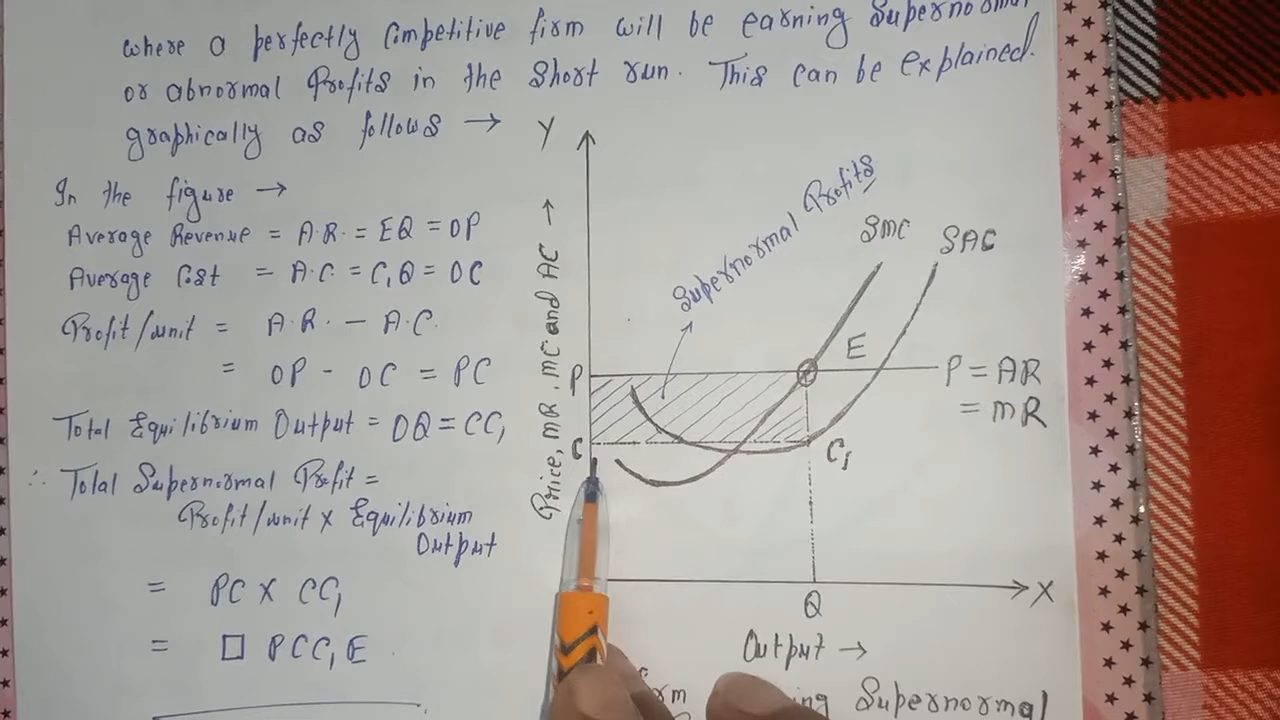 where a perfectly Competitive firm will be earning Supernormal
or abnormal Profits in the Short run. This can be explained.
graphically as follows →
In the figure →
Average Revenue = A.R. = EQ = OP
Average Cost = A.C = C₁Q = OC
Profit/unit = A.R. - A.C.
= OP - OC = PC
Total Equilibrium Output = OQ = CC₁
∴ Total Supernormal Profit =
Profit/unit x Equilibrium
Output
= PC x CC₁
= □ PCC₁E
Y
Price, MR, MC and AC →
Supernormal Profits
SMC
SAC
E
P
P = AR
= MR
C
C₁
Q
X
Output →
Supernormal